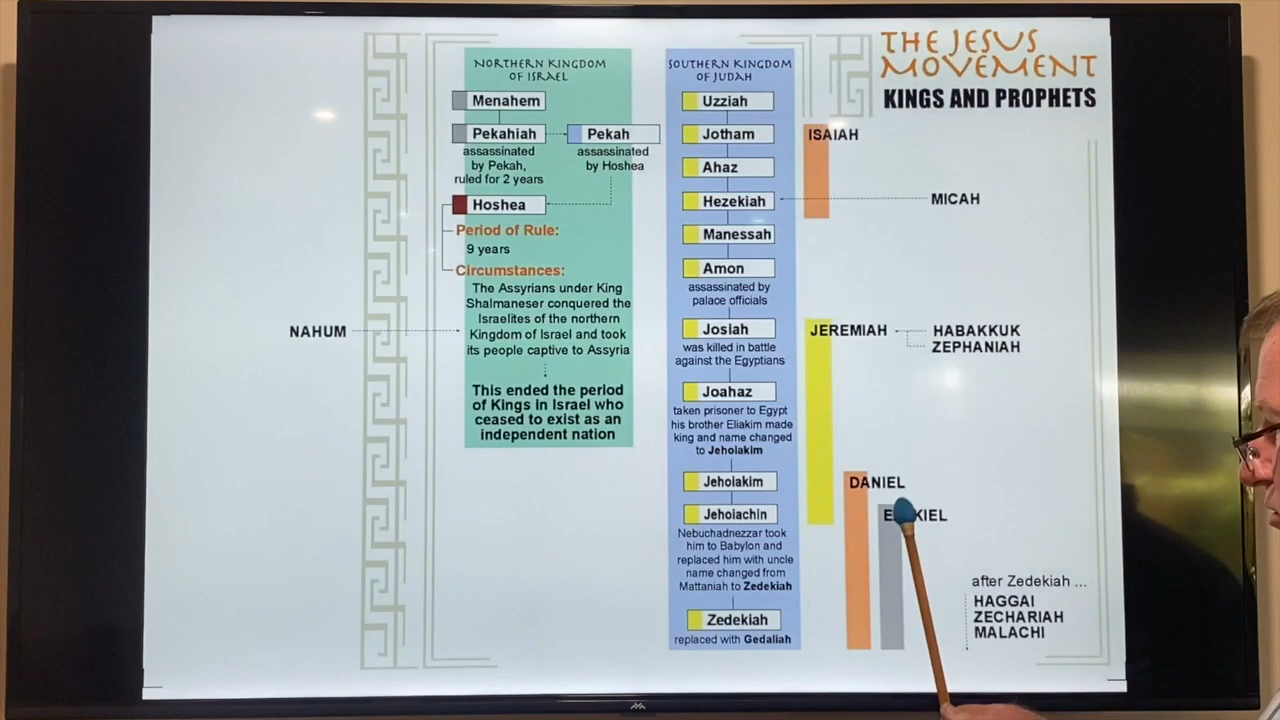 THE JESUS
MOVEMENT
KINGS AND PROPHETS
NORTHERN KINGDOM
OF ISRAEL
Menahem
Pekahiah
assassinated
by Pekah,
ruled for 2 years
Pekah
assassinated
by Hoshea
Hoshea
Period of Rule:
9 years
Circumstances:
The Assyrians under King
Shalmaneser conquered the
Israelites of the northern
Kingdom of Israel and took
its people captive to Assyria
This ended the period
of Kings in Israel who
ceased to exist as an
independent nation
NAHUM
SOUTHERN KINGDOM
OF JUDAH
Uzziah
Jotham
Ahaz
Hezekiah
Manessah
Amon
assassinated by
palace officials
Josiah
was killed in battle
against the Egyptians
Joahaz
taken prisoner to Egypt
his brother Eliakim made
king and name changed
to Jehoiakim
Jehoiakim
Jehoiachin
Nebuchadnezzar took
him to Babylon and
replaced him with uncle
name changed from
Mattaniah to Zedekiah
Zedekiah
replaced with Gedaliah
ISAIAH
MICAH
JEREMIAH
HABAKKUK
ZEPHANIAH
DANIEL
after Zedekiah ...
HAGGAI
ZECHARIAH
MALACHI